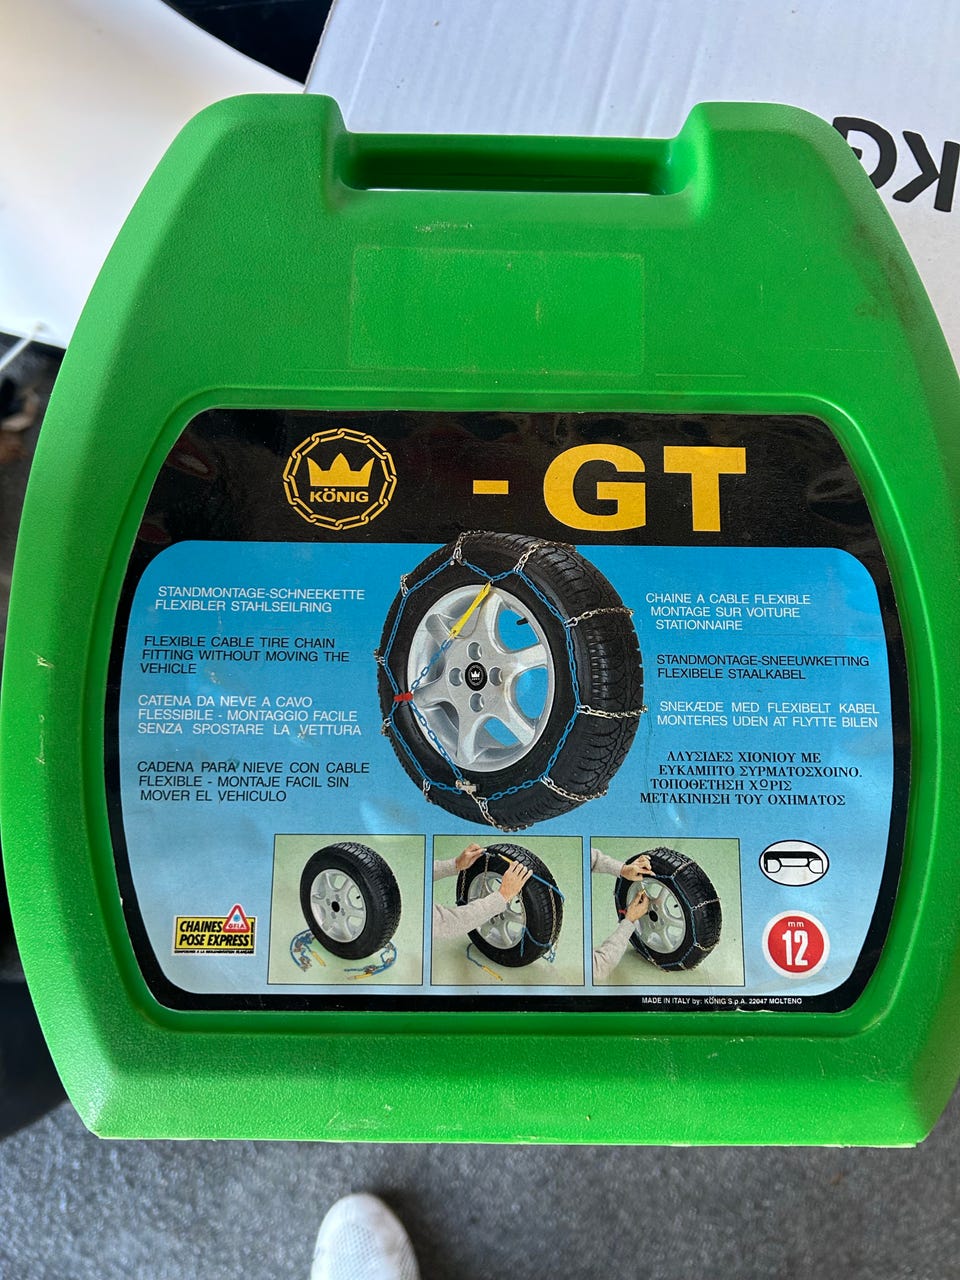 KG
KÖNIG
- GT
STANDMONTAGE-SCHNEEKETTE
FLEXIBLER STAHLSEILRING
FLEXIBLE CABLE TIRE CHAIN
FITTING WITHOUT MOVING THE
VEHICLE
CATENA DA NEVE A CAVO
FLESSIBILE - MONTAGGIO FACILE
SENZA SPOSTARE LA VETTURA
CADENA PARA NIEVE CON CABLE
FLEXIBLE - MONTAJE FACIL SIN
MOVER EL VEHICULO
CHAINE A CABLE FLEXIBLE
MONTAGE SUR VOITURE
STATIONNAIRE
STANDMONTAGE-SNEEUWKETTING
FLEXIBELE STAALKABEL
SNEKÆDE MED FLEXIBELT KABEL
MONTERES UDEN AT FLYTTE BILEN
ΑΛΥΣΙΔΕΣ ΧΙΟΝΙΟΥ ΜΕ
ΕΥΚΑΜΠΤΟ ΣΥΡΜΑΤΟΣΧΟΙΝΟ.
ΤΟΠΟΘΕΤΗΣΗ ΧΩΡΙΣ
ΜΕΤΑΚΙΝΗΣΗ ΤΟΥ ΟΧΗΜΑΤΟΣ
CHAINES
POSE EXPRESS
mm
12
MADE IN ITALY by: KÖNIG S.p.A. 22047 MOLTENO